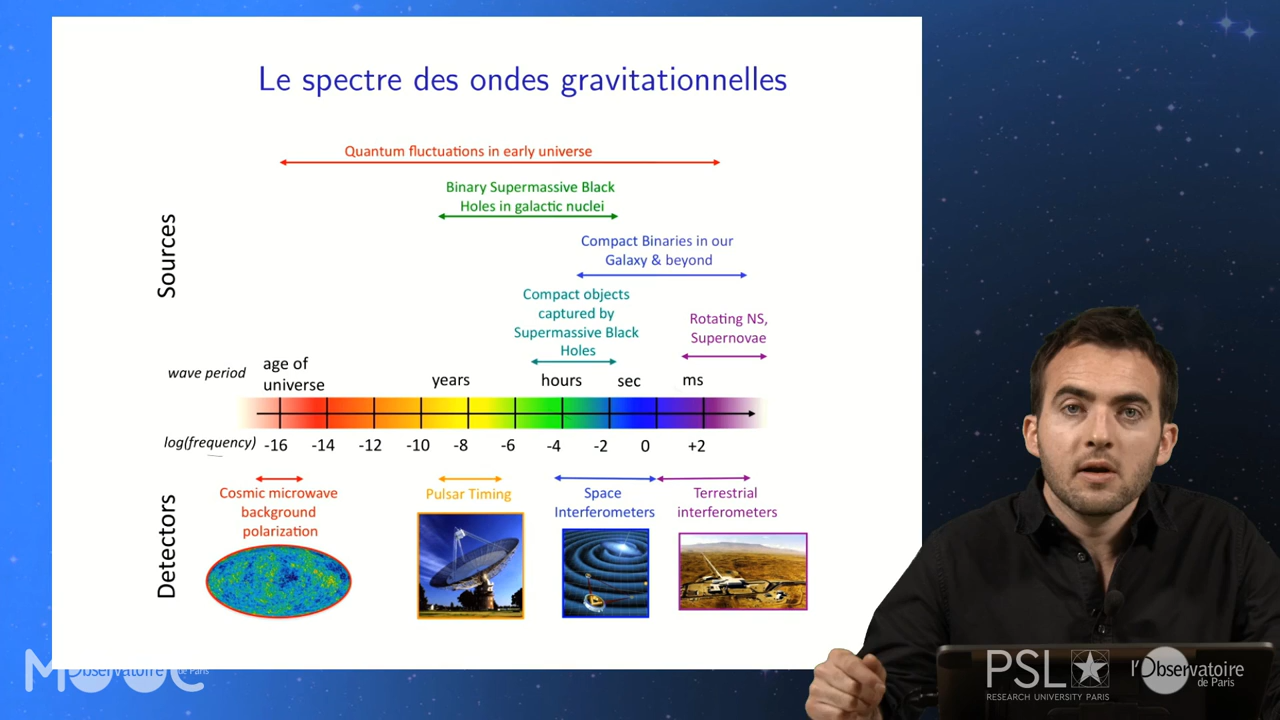 Le spectre des ondes gravitationnelles
Quantum fluctuations in early universe
Binary Supermassive Black
Holes in galactic nuclei
Compact Binaries in our
Galaxy & beyond
Compact objects
captured by
Supermassive Black
Holes
Rotating NS,
Supernovae
Sources
wave period
age of
universe
years
hours
sec
ms
log(frequency)
-16 -14 -12 -10 -8 -6 -4 -2 0 +2
Detectors
Cosmic microwave
background
polarization
Pulsar Timing
Space
Interferometers
Terrestrial
interferometers
MOOC
l'Observatoire de Paris
PSL
RESEARCH UNIVERSITY PARIS
l'Observatoire
de Paris